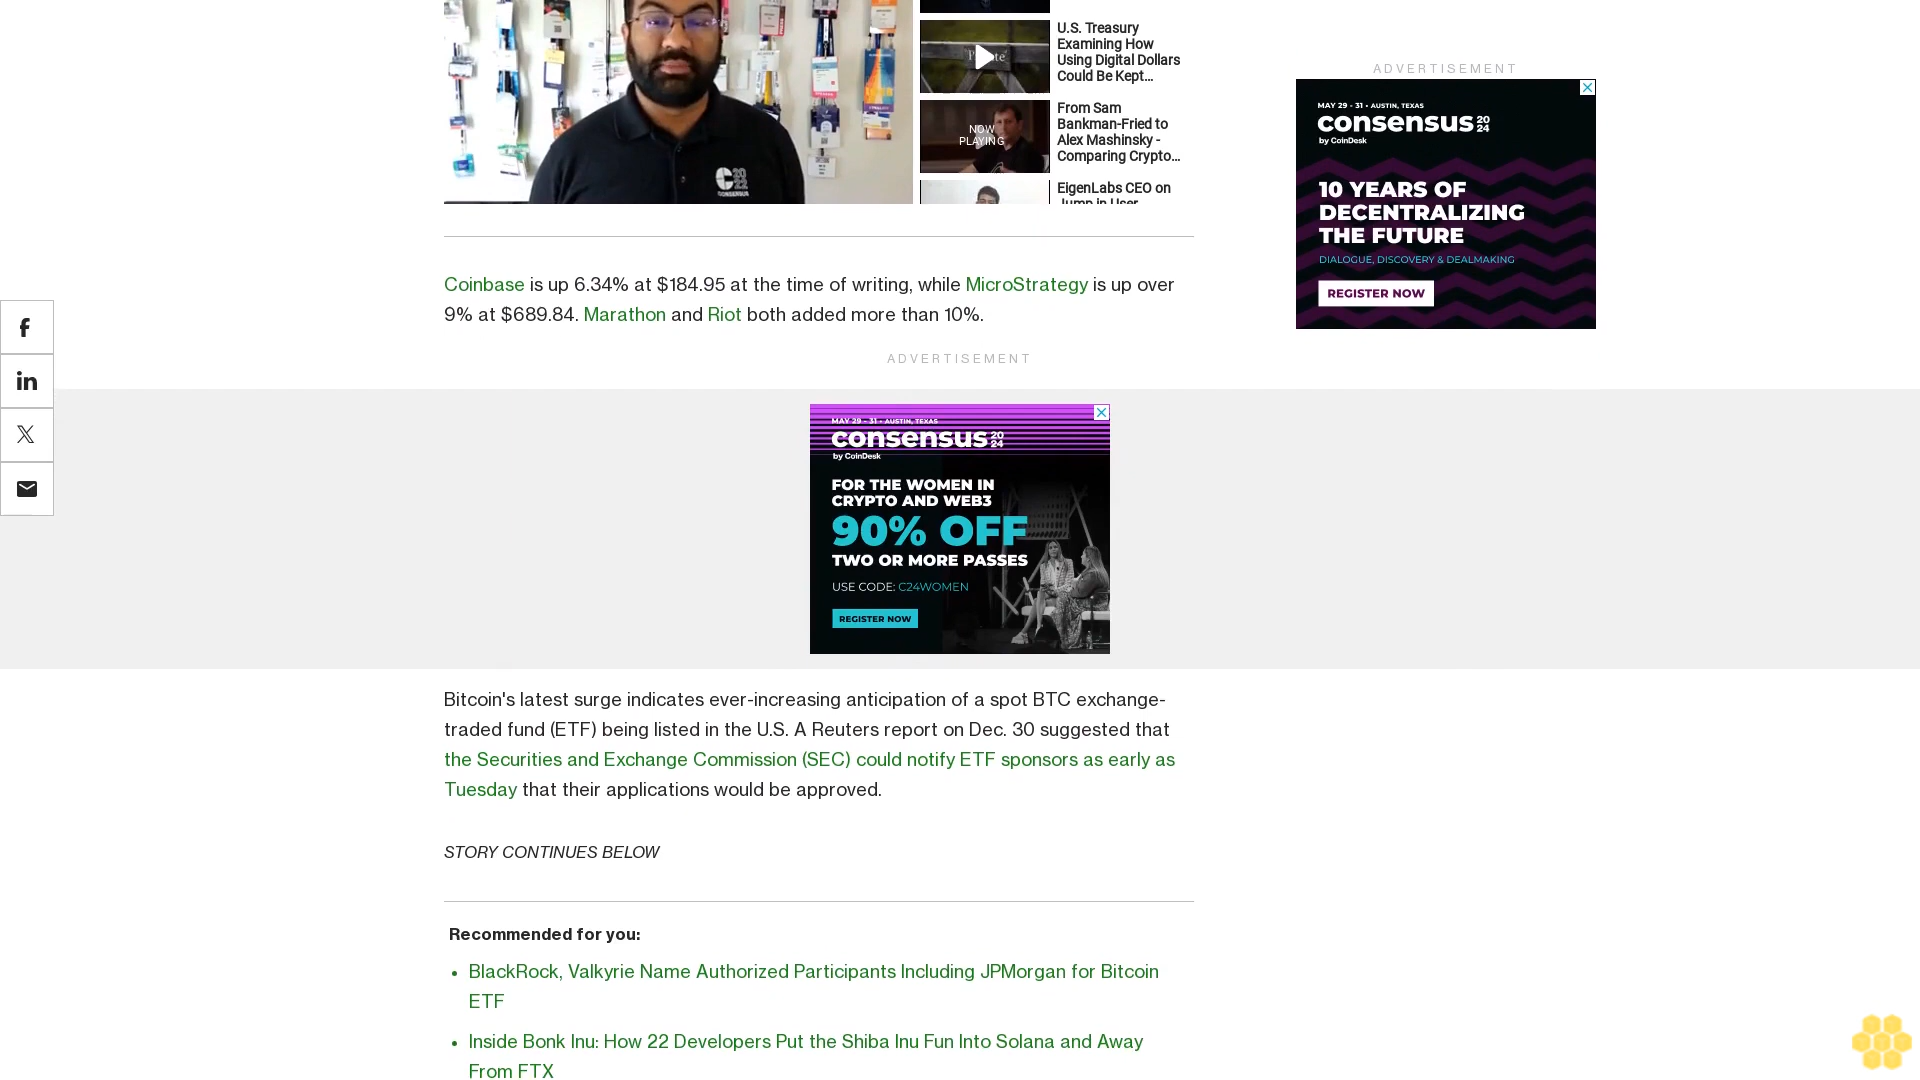 U.S. Treasury
Examining How
Using Digital Dollars
Could Be Kept...
NOW
PLAYING
From Sam
Bankman-Fried to
Alex Mashinsky -
Comparing Crypto...
EigenLabs CEO on
Jump in User
20
22
CONSENSUS
ADVERTISEMENT
MAY 29 - 31 • AUSTIN, TEXAS
consensus 20
24
by CoinDesk
10 YEARS OF
DECENTRALIZING
THE FUTURE
DIALOGUE, DISCOVERY & DEALMAKING
REGISTER NOW
Coinbase is up 6.34% at $184.95 at the time of writing, while MicroStrategy is up over
9% at $689.84. Marathon and Riot both added more than 10%.
ADVERTISEMENT
MAY 29 - 31 • AUSTIN, TEXAS
consensus 20
24
by CoinDesk
FOR THE WOMEN IN
CRYPTO AND WEB3
90% OFF
TWO OR MORE PASSES
USE CODE: C24WOMEN
REGISTER NOW
Bitcoin's latest surge indicates ever-increasing anticipation of a spot BTC exchange-
traded fund (ETF) being listed in the U.S. A Reuters report on Dec. 30 suggested that
the Securities and Exchange Commission (SEC) could notify ETF sponsors as early as
Tuesday that their applications would be approved.
STORY CONTINUES BELOW
Recommended for you:
• BlackRock, Valkyrie Name Authorized Participants Including JPMorgan for Bitcoin
ETF
• Inside Bonk Inu: How 22 Developers Put the Shiba Inu Fun Into Solana and Away
From FTX